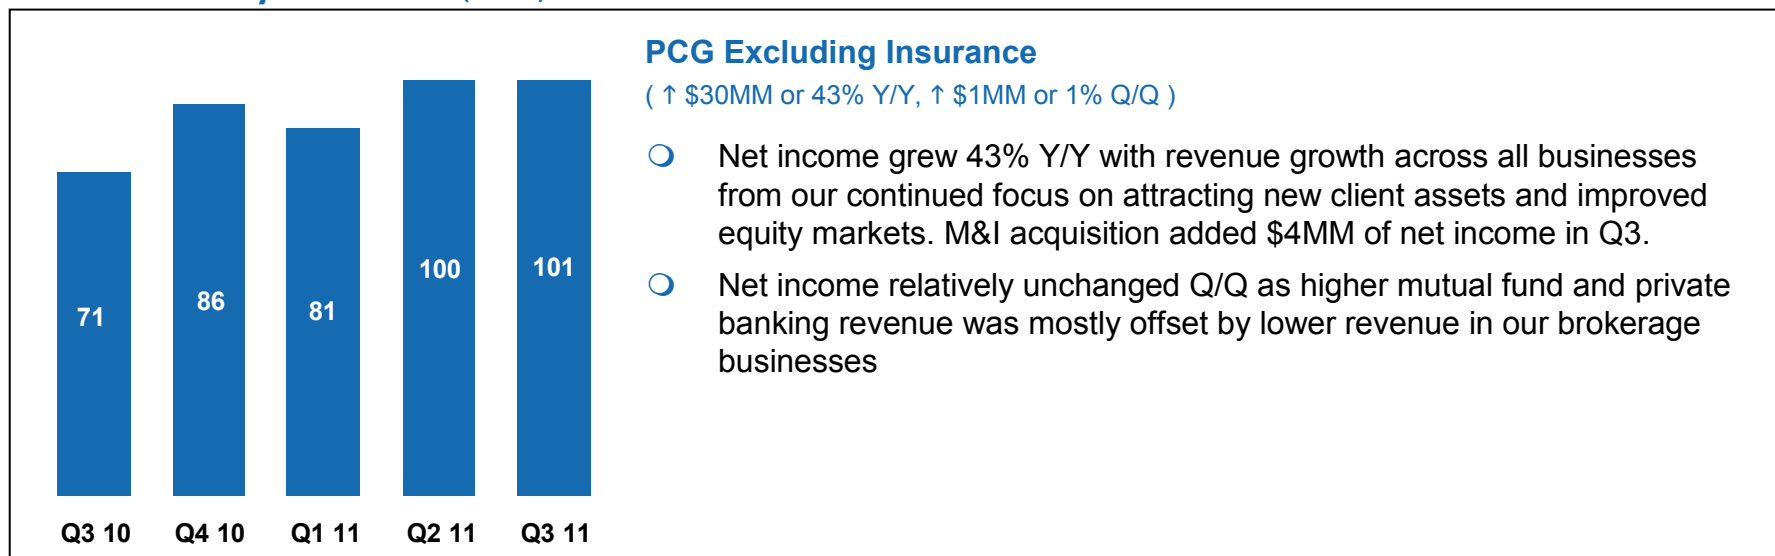 PCG Excluding Insurance
( ↑ $30MM or 43% Y/Y, ↑ $1MM or 1% Q/Q )
Net income grew 43% Y/Y with revenue growth across all businesses
from our continued focus on attracting new client assets and improved
equity markets. M&I acquisition added $4MM of net income in Q3.
Net income relatively unchanged Q/Q as higher mutual fund and private
banking revenue was mostly offset by lower revenue in our brokerage
businesses
71
86
81
100
101
Q3 10
Q4 10
Q1 11
Q2 11
Q3 11